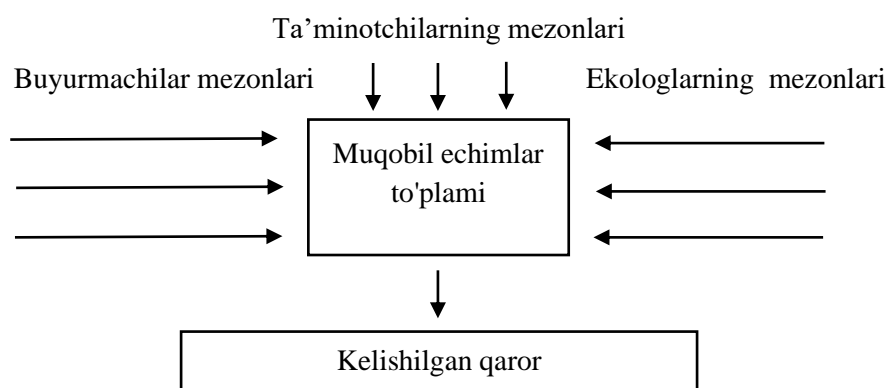 Ta’minotchilarning mezonlari
Buyurmachilar mezonlari
Ekologlarning mezonlari
Muqobil echimlar
to'plami
Kelishilgan qaror